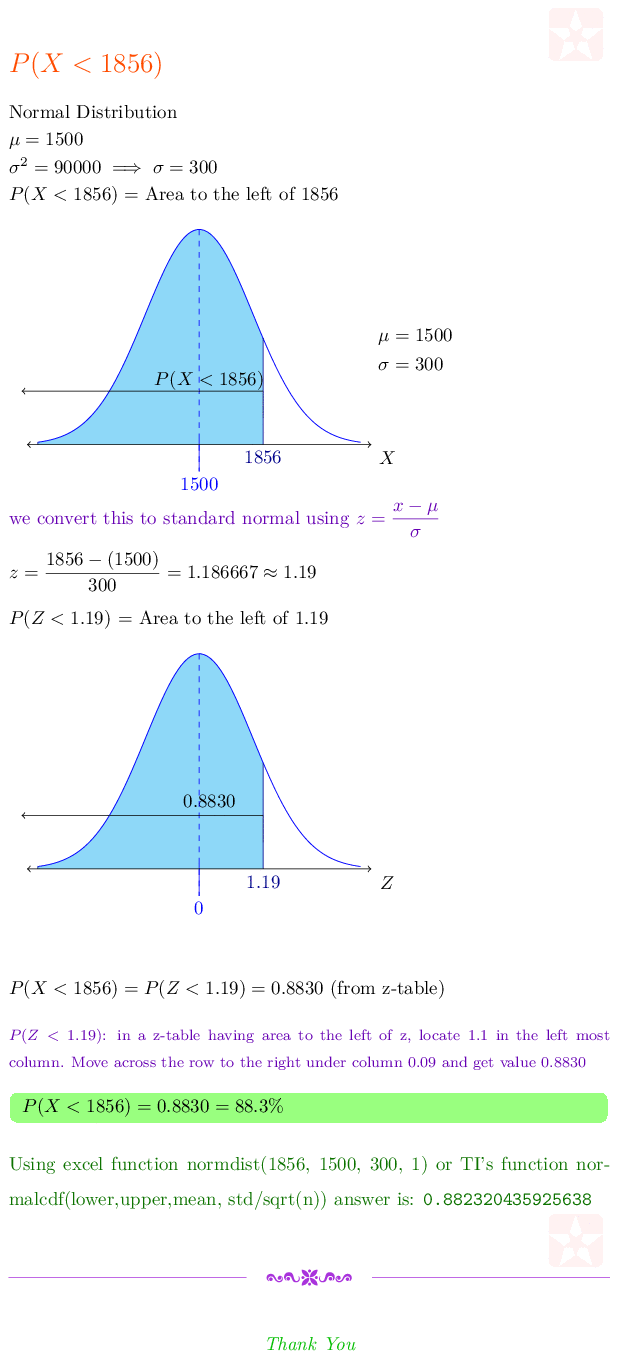 P(X < 1856)
Normal Distribution
μ = 1500
σ² = 90000 ⟹ σ = 300
P(X < 1856) = Area to the left of 1856
μ = 1500
σ = 300
P(X < 1856)
1856
X
1500
we convert this to standard normal using z = (x − μ)/σ
z = (1856 − (1500))/300 = 1.186667 ≈ 1.19
P(Z < 1.19) = Area to the left of 1.19
0.8830
1.19
Z
0
P(X < 1856) = P(Z < 1.19) = 0.8830 (from z-table)
P(Z < 1.19): in a z-table having area to the left of z, locate 1.1 in the left most
column. Move across the row to the right under column 0.09 and get value 0.8830
P(X < 1856) = 0.8830 = 88.3%
Using excel function normdist(1856, 1500, 300, 1) or TI's function nor-
malcdf(lower,upper,mean, std/sqrt(n)) answer is: 0.882320435925638
Thank You